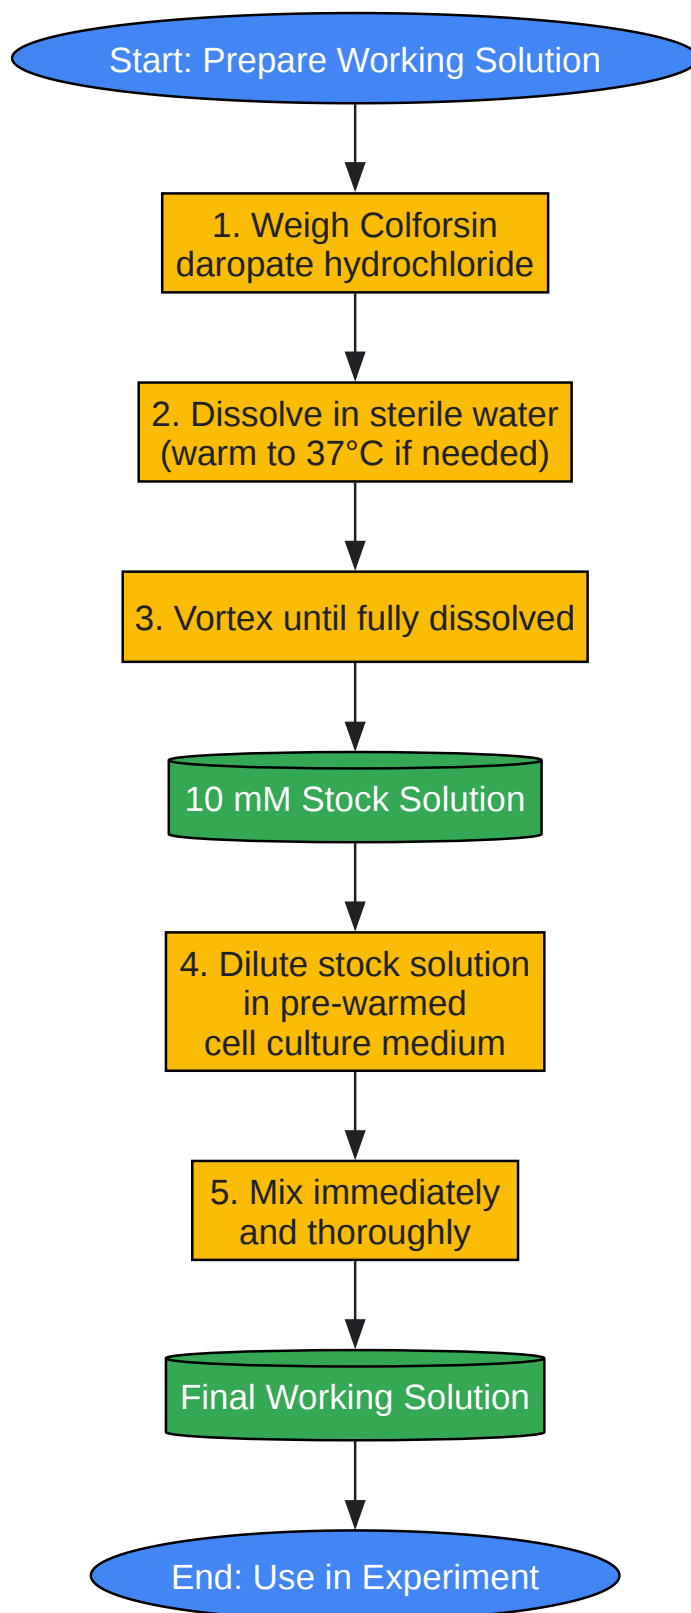 Start: Prepare Working Solution
1. Weigh Colforsin
daropate hydrochloride
2. Dissolve in sterile water
(warm to 37°C if needed)
3. Vortex until fully dissolved
10 mM Stock Solution
4. Dilute stock solution
in pre-warmed
cell culture medium
5. Mix immediately
and thoroughly
Final Working Solution
End: Use in Experiment